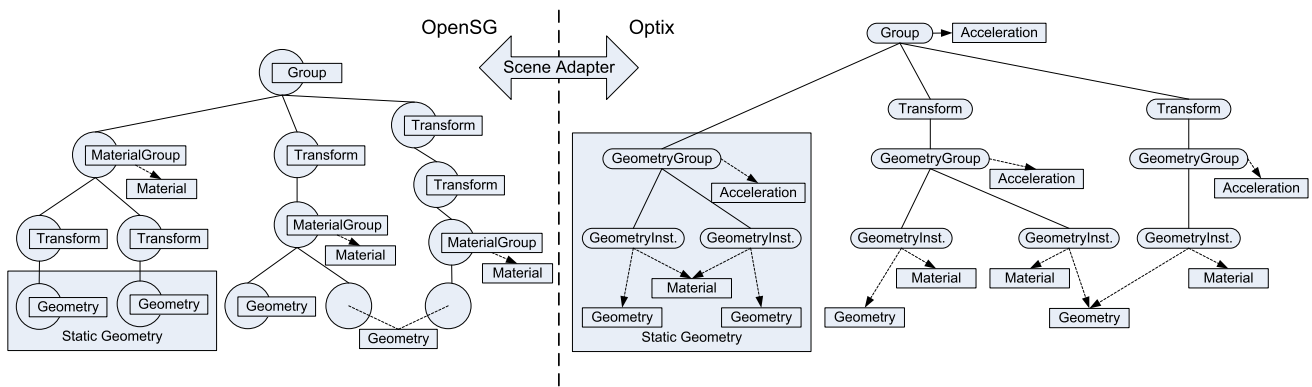 OpenSG
Scene Adapter
Optix
Group
MaterialGroup
Material
Transform
Transform
Geometry
Geometry
Static Geometry
Transform
MaterialGroup
Material
Geometry
Transform
Transform
MaterialGroup
Material
Geometry
Group
Acceleration
GeometryGroup
Acceleration
GeometryInst.
GeometryInst.
Material
Geometry
Geometry
Static Geometry
Transform
GeometryGroup
Acceleration
GeometryInst.
Material
Geometry
GeometryInst.
Material
Geometry
Transform
GeometryGroup
Acceleration
GeometryInst.
Material